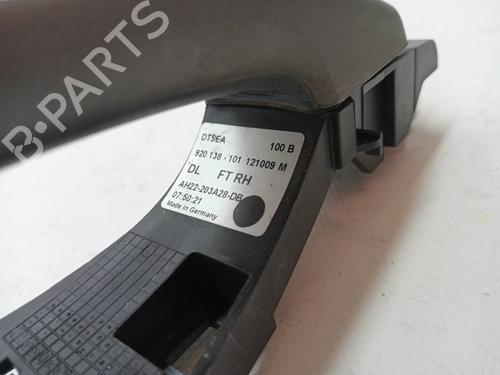 B-PARTS
DTSEA 100 B
920 138 - 101 121009 M
DL FT RH
AH22-203A28-DB
07:50:21
Made in Germany